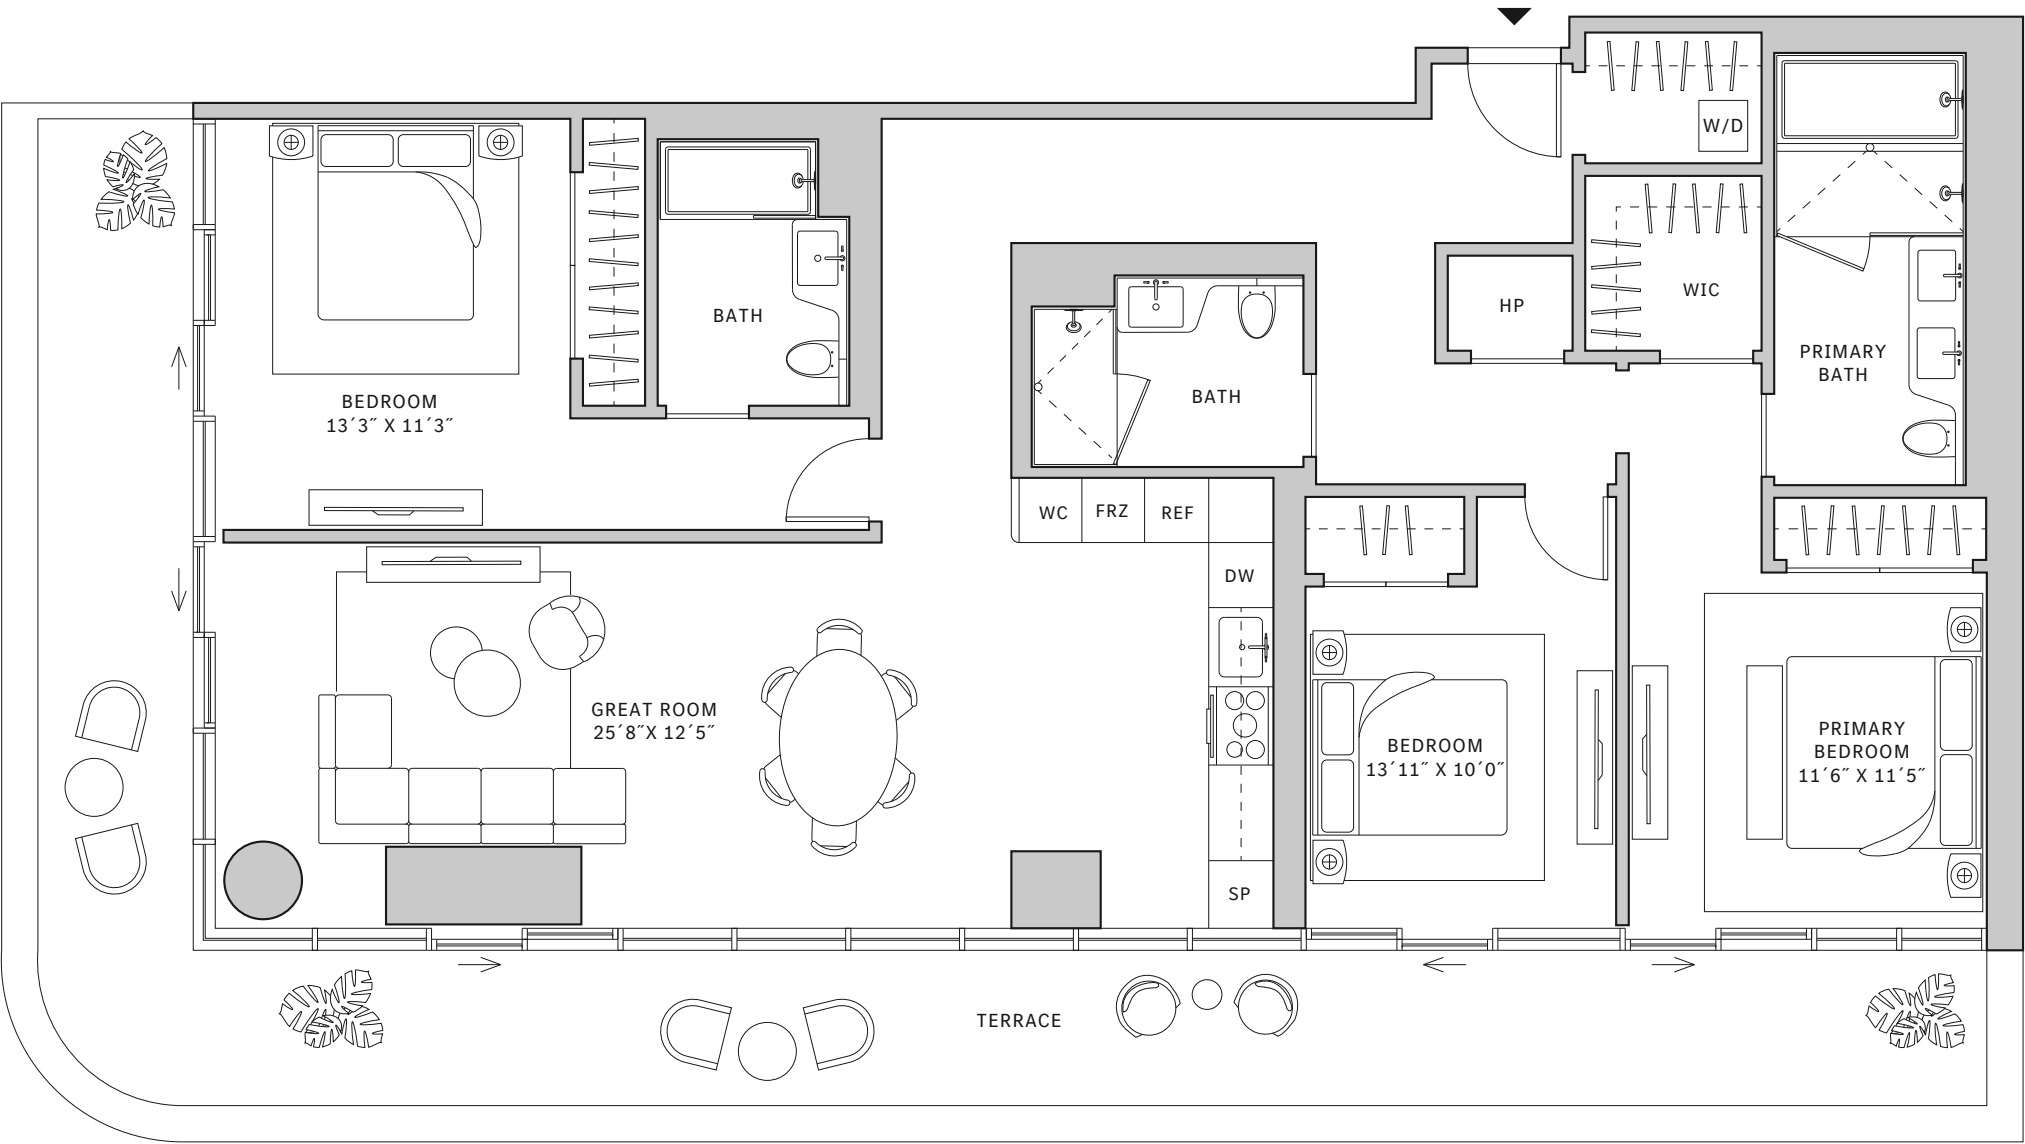 W/D
WIC
HP
BATH
PRIMARY
BATH
BEDROOM
13´3˝ X 11´3˝
BATH
WC
FRZ
REF
DW
GREAT ROOM
25´8˝X 12´5˝
BEDROOM
13´11˝ X 10´0˝
PRIMARY
BEDROOM
11´6˝ X 11´5˝
SP
TERRACE